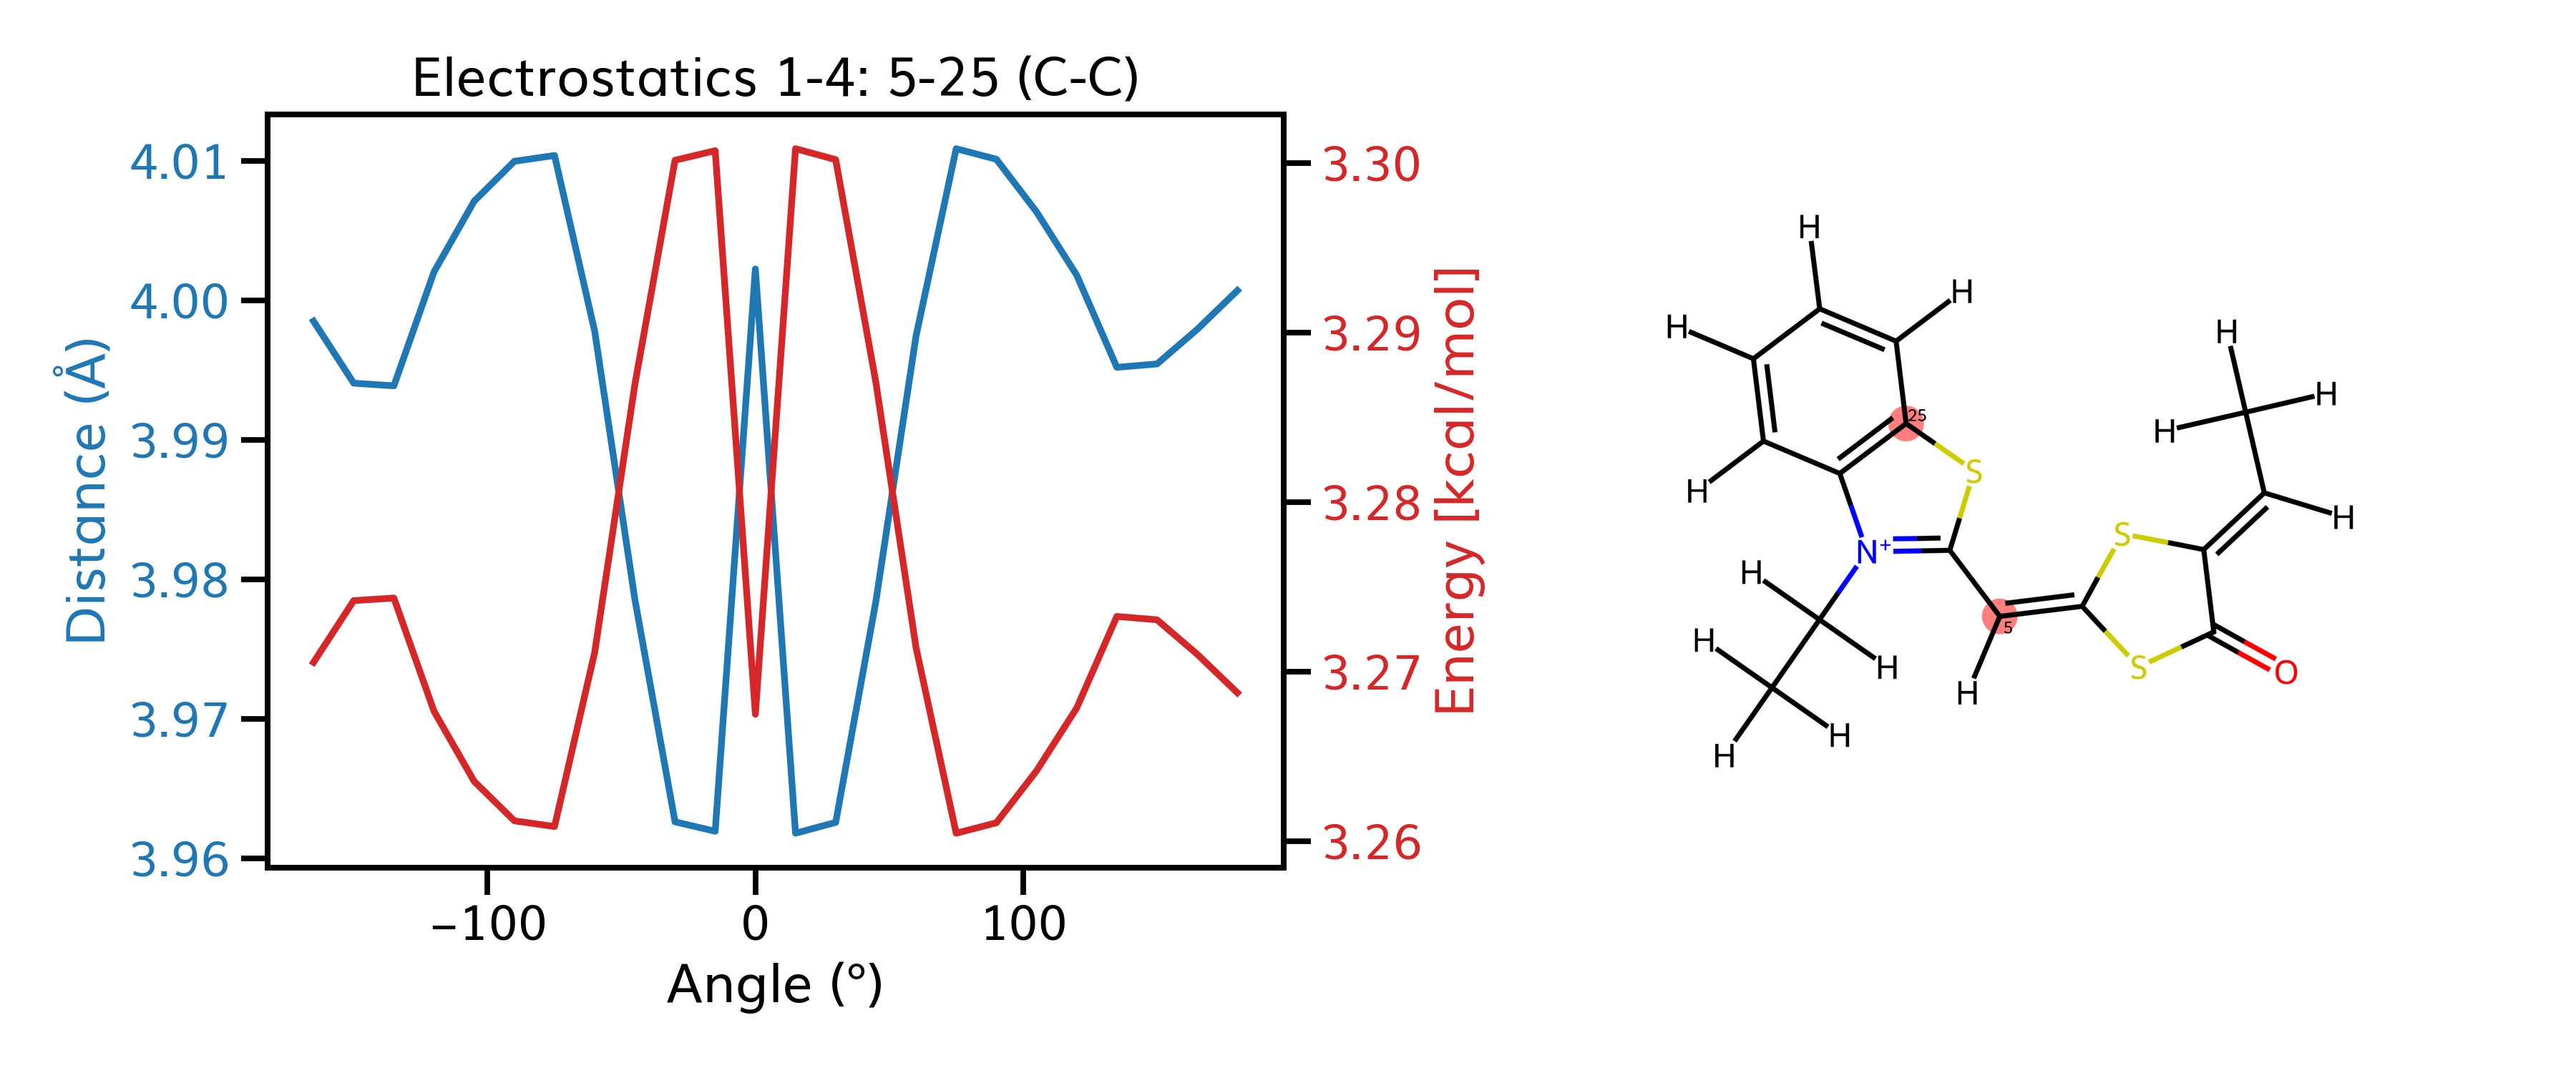 Electrostatics 1-4: 5-25 (C-C)
4.01
4.00
3.99
3.98
3.97
3.96
Distance (Å)
3.30
3.29
3.28
3.27
3.26
Energy [kcal/mol]
−100 0 100
Angle (°)
H
H
H
H
H
25
S
N+
H
H
H
H
H
H
5
H
S
S
O
H
H
H
H